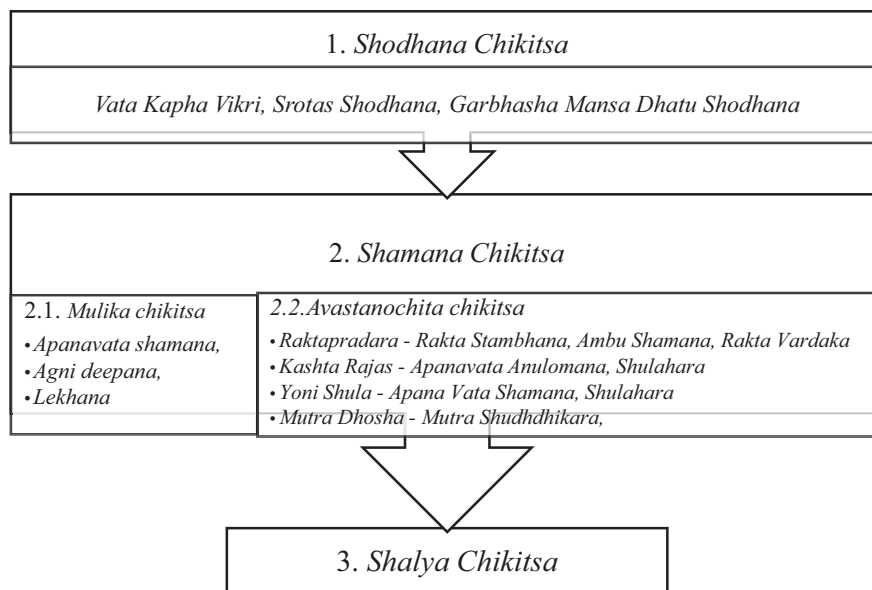 1. Shodhana Chikitsa
Vata Kapha Vikri, Srotas Shodhana, Garbhasha Mansa Dhatu Shodhana
2. Shamana Chikitsa
2.1. Mulika chikitsa
• Apanavata shamana,
• Agni deepana,
• Lekhana
2.2.Avastanochita chikitsa
• Raktapradara - Rakta Stambhana, Ambu Shamana, Rakta Vardaka
• Kashta Rajas - Apanavata Anulomana, Shulahara
• Yoni Shula - Apana Vata Shamana, Shulahara
• Mutra Dhosha - Mutra Shudhdhikara,
3. Shalya Chikitsa